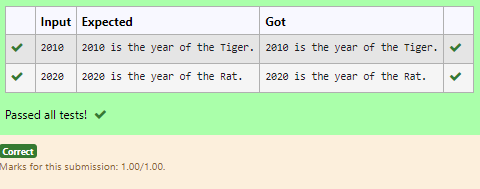 Input Expected Got
2010 2010 is the year of the Tiger. 2010 is the year of the Tiger.
2020 2020 is the year of the Rat. 2020 is the year of the Rat.
Passed all tests!
Correct
Marks for this submission: 1.00/1.00.